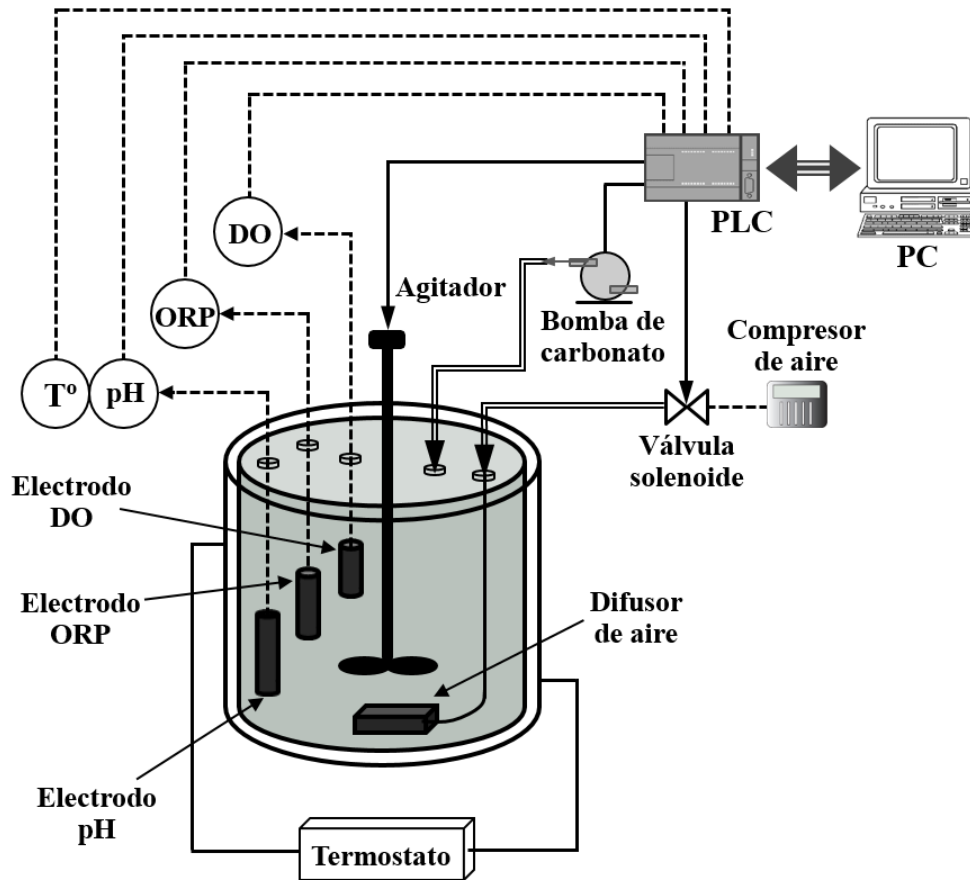 PLC
PC
DO
ORP
Tº
pH
Agitador
Bomba de
carbonato
Compresor
de aire
Válvula
solenoide
Electrodo
DO
Electrodo
ORP
Difusor
de aire
Electrodo
pH
Termostato